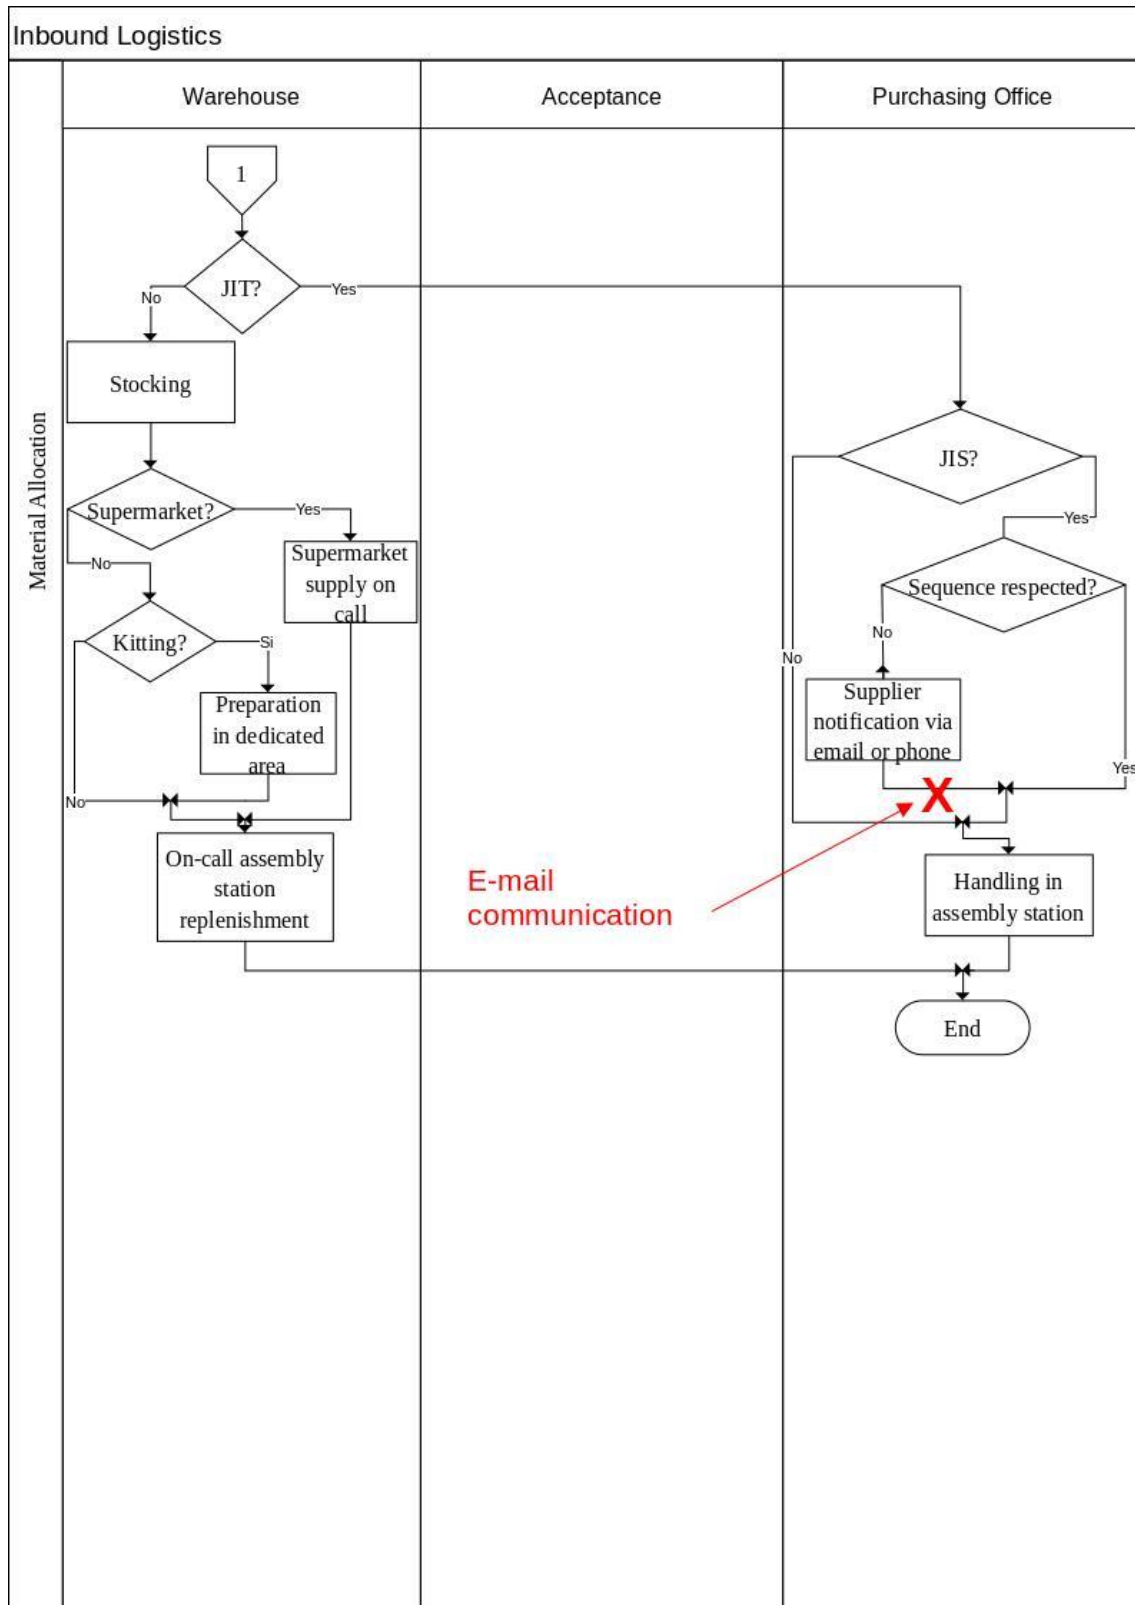 Inbound Logistics
Warehouse
Acceptance
Purchasing Office
Material Allocation
1
JIT?
No
Yes
Stocking
JIS?
Supermarket?
Yes
Yes
Supermarket
supply on
call
No
Sequence respected?
Kitting?
Si
No
No
Preparation
in dedicated
area
Supplier
notification via
email or phone
Yes
No
X
On-call assembly
station
replenishment
E-mail
communication
Handling in
assembly station
End